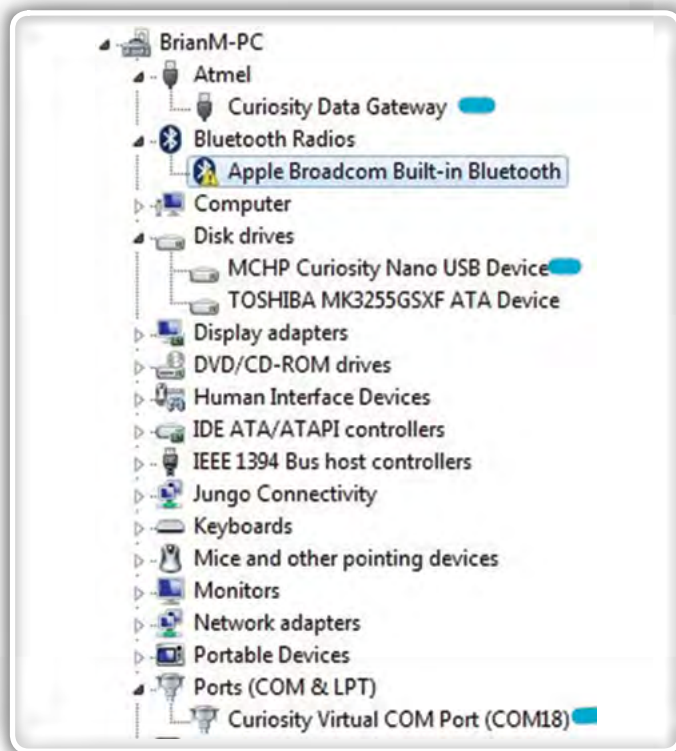 BrianM-PC
Atmel
Curiosity Data Gateway
Bluetooth Radios
Apple Broadcom Built-in Bluetooth
Computer
Disk drives
MCHP Curiosity Nano USB Device
TOSHIBA MK3255GSXF ATA Device
Display adapters
DVD/CD-ROM drives
Human Interface Devices
IDE ATA/ATAPI controllers
IEEE 1394 Bus host controllers
Jungo Connectivity
Keyboards
Mice and other pointing devices
Monitors
Network adapters
Portable Devices
Ports (COM & LPT)
Curiosity Virtual COM Port (COM18)